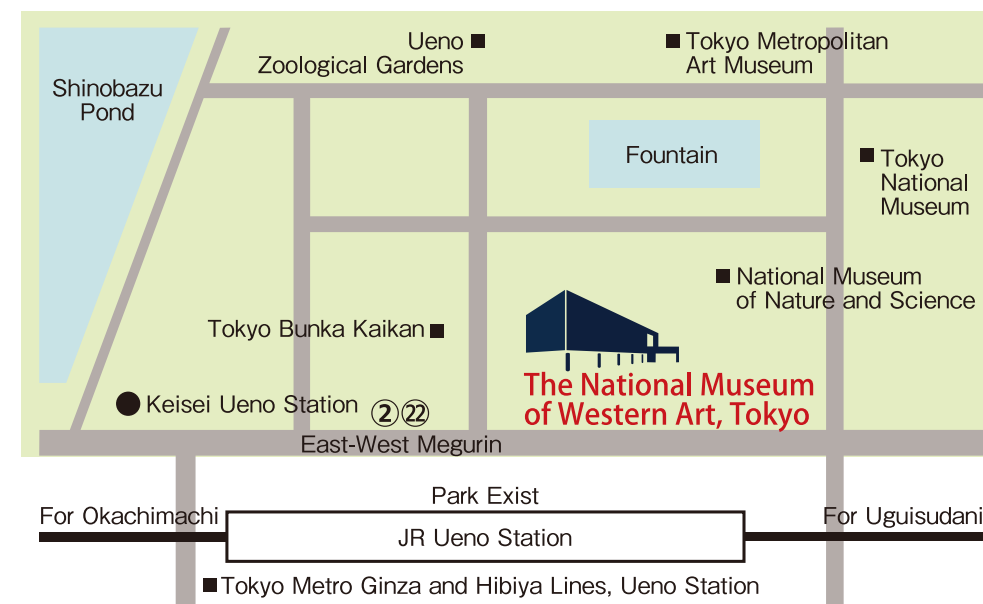 Ueno
Zoological Gardens
Tokyo Metropolitan
Art Museum
Shinobazu
Pond
Fountain
Tokyo
National
Museum
National Museum
of Nature and Science
Tokyo Bunka Kaikan
The National Museum
of Western Art, Tokyo
Keisei Ueno Station
②㉒
East-West Megurin
Park Exist
For Okachimachi
JR Ueno Station
For Uguisudani
Tokyo Metro Ginza and Hibiya Lines, Ueno Station